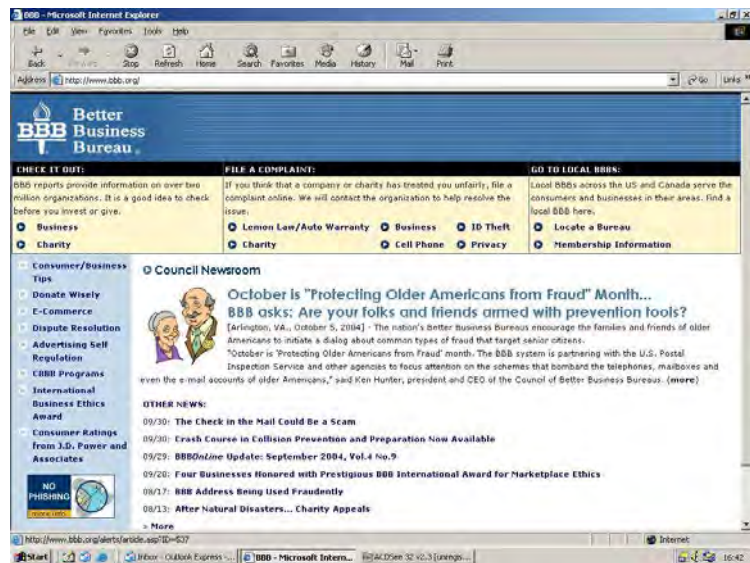 BBB - Microsoft Internet Explorer
File Edit View Favorites Tools Help
Back Stop Refresh Home Search Favorites Media History Mail Print
Address http://www.bbb.org/ Go Links
BBB Better
Business
Bureau
CHECK IT OUT:
BBB reports provide information on over two
million organizations. It is a good idea to check
before you invest or give.
Business
Charity
FILE A COMPLAINT:
If you think that a company or charity has treated you unfairly, file a
complaint online. We will contact the organization to help resolve the
issue.
Lemon Law/Auto Warranty Business ID Theft
Charity Cell Phone Privacy
GO TO LOCAL BBBS:
Local BBBs across the US and Canada serve the
consumers and businesses in their areas. Find a
local BBB here.
Locate a Bureau
Membership Information
Consumer/Business
Tips
Donate Wisely
E-Commerce
Dispute Resolution
Advertising Self
Regulation
CBBB Programs
International
Business Ethics
Award
Consumer Ratings
from J.D. Power and
Associates
NO
PHISHING
more info
Council Newsroom
October is "Protecting Older Americans from Fraud" Month...
BBB asks: Are your folks and friends armed with prevention tools?
[Arlington, VA., October 5, 2004] - The nation's Better Business Bureaus encourage the families and friends of older
Americans to initiate a dialog about common types of fraud that target senior citizens.
"October is 'Protecting Older Americans from Fraud' month. The BBB system is partnering with the U.S. Postal
Inspection Service and other agencies to focus attention on the schemes that bombard the telephones, mailboxes and
even the e-mail accounts of older Americans," said Ken Hunter, president and CEO of the Council of Better Business Bureaus. (more)
OTHER NEWS:
09/30: The Check in the Mail Could Be a Scam
09/30: Crash Course in Collision Prevention and Preparation Now Available
09/29: BBBOnLine Update: September 2004, Vol.4 No.9
09/20: Four Businesses Honored with Prestigious BBB International Award for Marketplace Ethics
08/17: BBB Address Being Used Fraudently
08/13: After Natural Disasters... Charity Appeals
» More
http://www.bbb.org/alerts/article.asp?ID=537 Internet
Start Inbox - Outlook Express -... BBB - Microsoft Intern... ACDSee 32 v2.3 [unregis... 16:42